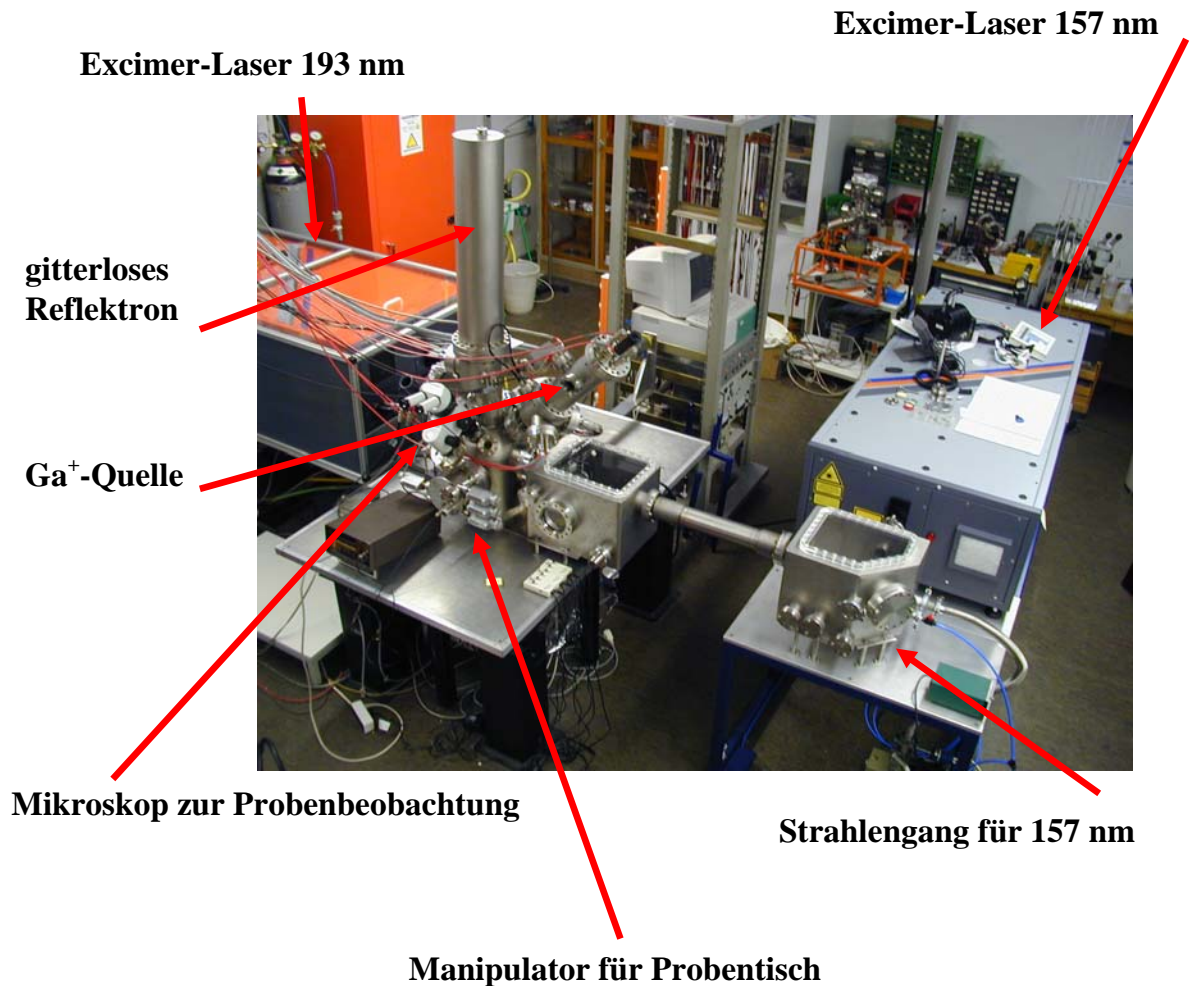 Excimer-Laser 157 nm
Excimer-Laser 193 nm
gitterloses
Reflektron
Ga⁺-Quelle
Mikroskop zur Probenbeobachtung
Strahlengang für 157 nm
Manipulator für Probentisch